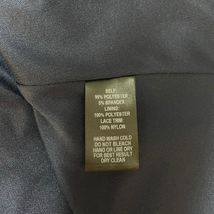 SELF:
95% POLYESTER
5% SPANDEX
LINING:
100% POLYESTER
LACE TRIM:
100% NYLON
HAND WASH COLD
DO NOT BLEACH
HANG OR LINE DRY
FOR BEST RESULT
DRY CLEAN